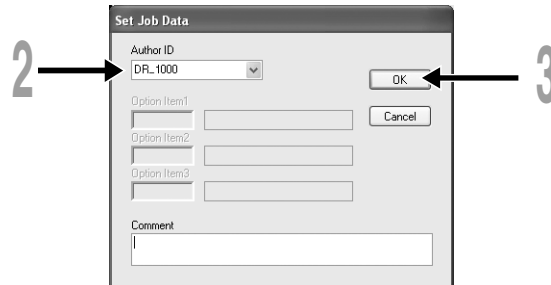 Set Job Data
Author ID
2
DR_1000
OK
3
Option Item1
Cancel
Option Item2
Option Item3
Comment